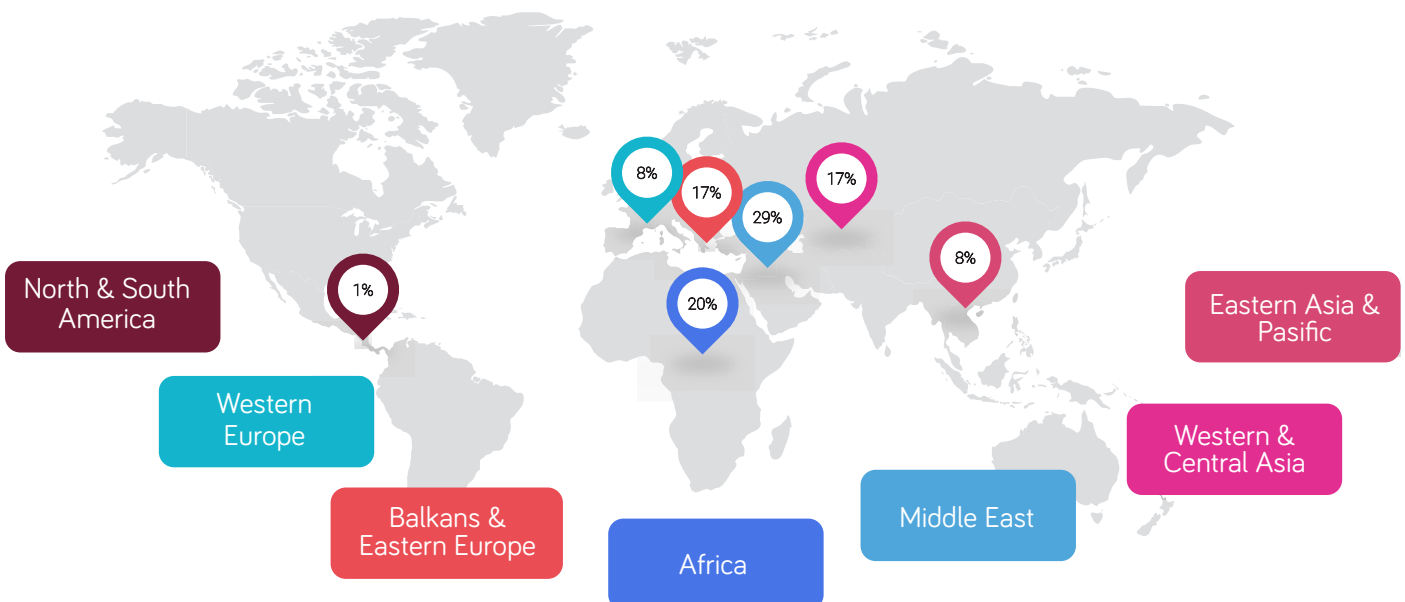 8%
17%
17%
29%
8%
1%
20%
North & South
America
Eastern Asia &
Pasific
Western
Europe
Western &
Central Asia
Balkans &
Eastern Europe
Middle East
Africa